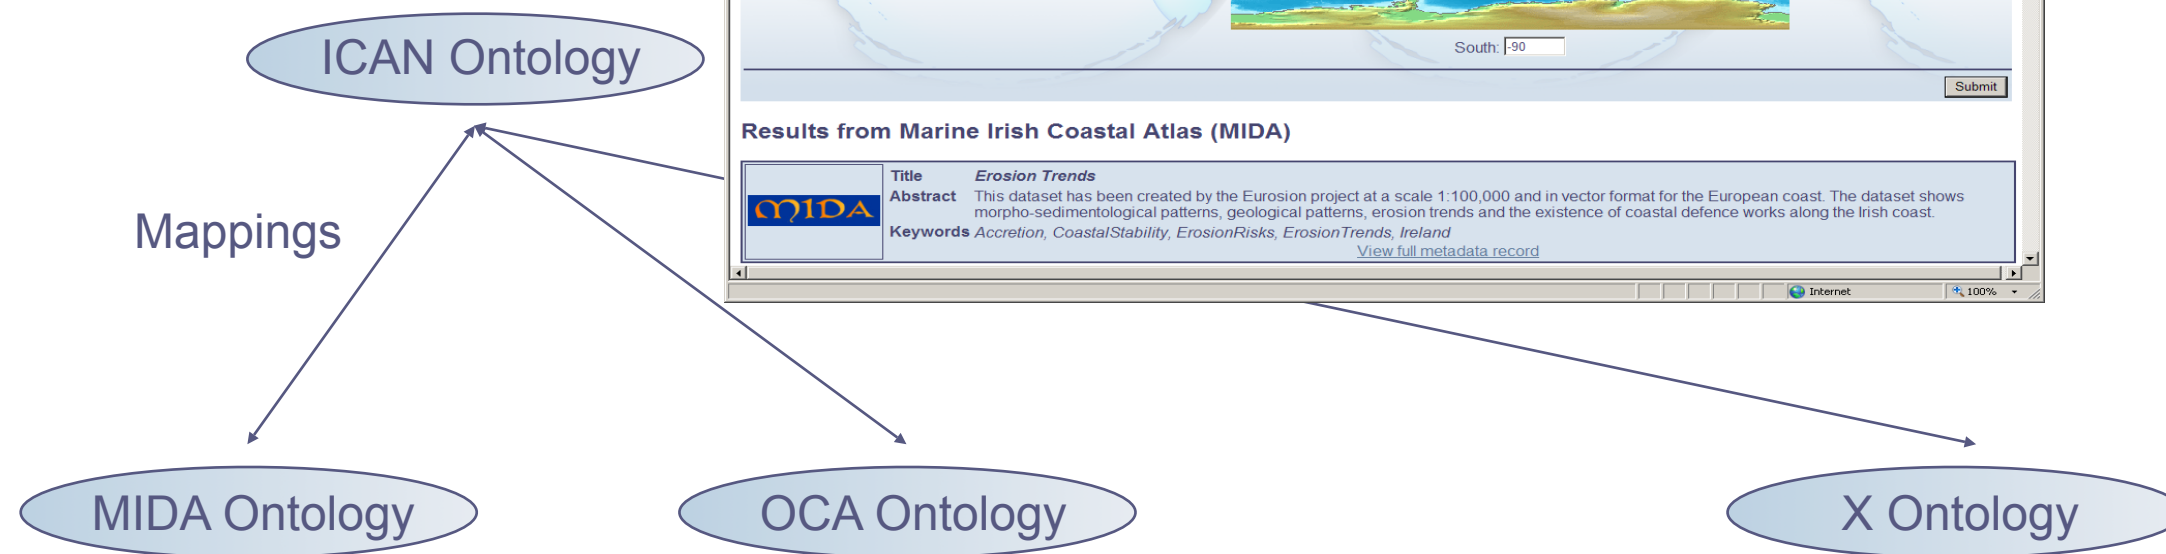 ICAN Ontology
South: -90
Submit
Results from Marine Irish Coastal Atlas (MIDA)
MIDA
Title Erosion Trends
Abstract This dataset has been created by the Eurosion project at a scale 1:100,000 and in vector format for the European coast. The dataset shows
morpho-sedimentological patterns, geological patterns, erosion trends and the existence of coastal defence works along the Irish coast.
Keywords Accretion, CoastalStability, ErosionRisks, ErosionTrends, Ireland
View full metadata record
Internet 100%
Mappings
MIDA Ontology
OCA Ontology
X Ontology